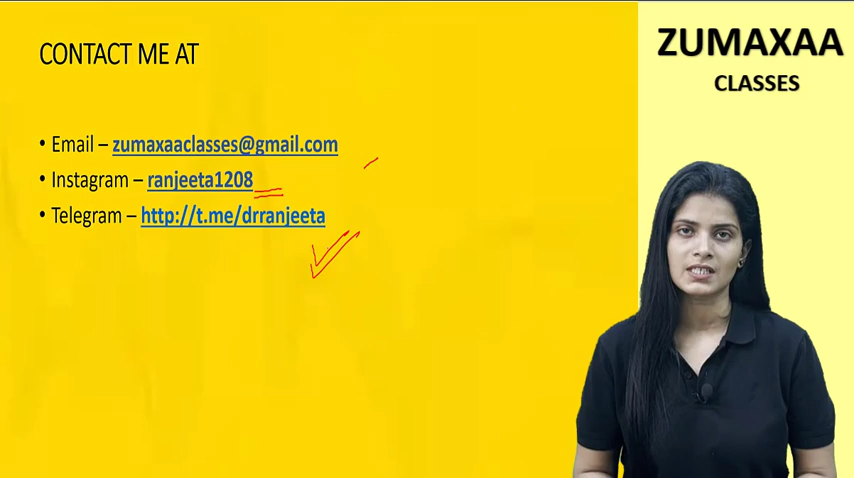 CONTACT ME AT
• Email – zumaxaaclasses@gmail.com
• Instagram – ranjeeta1208
• Telegram – http://t.me/drranjeeta
ZUMAXAA
CLASSES